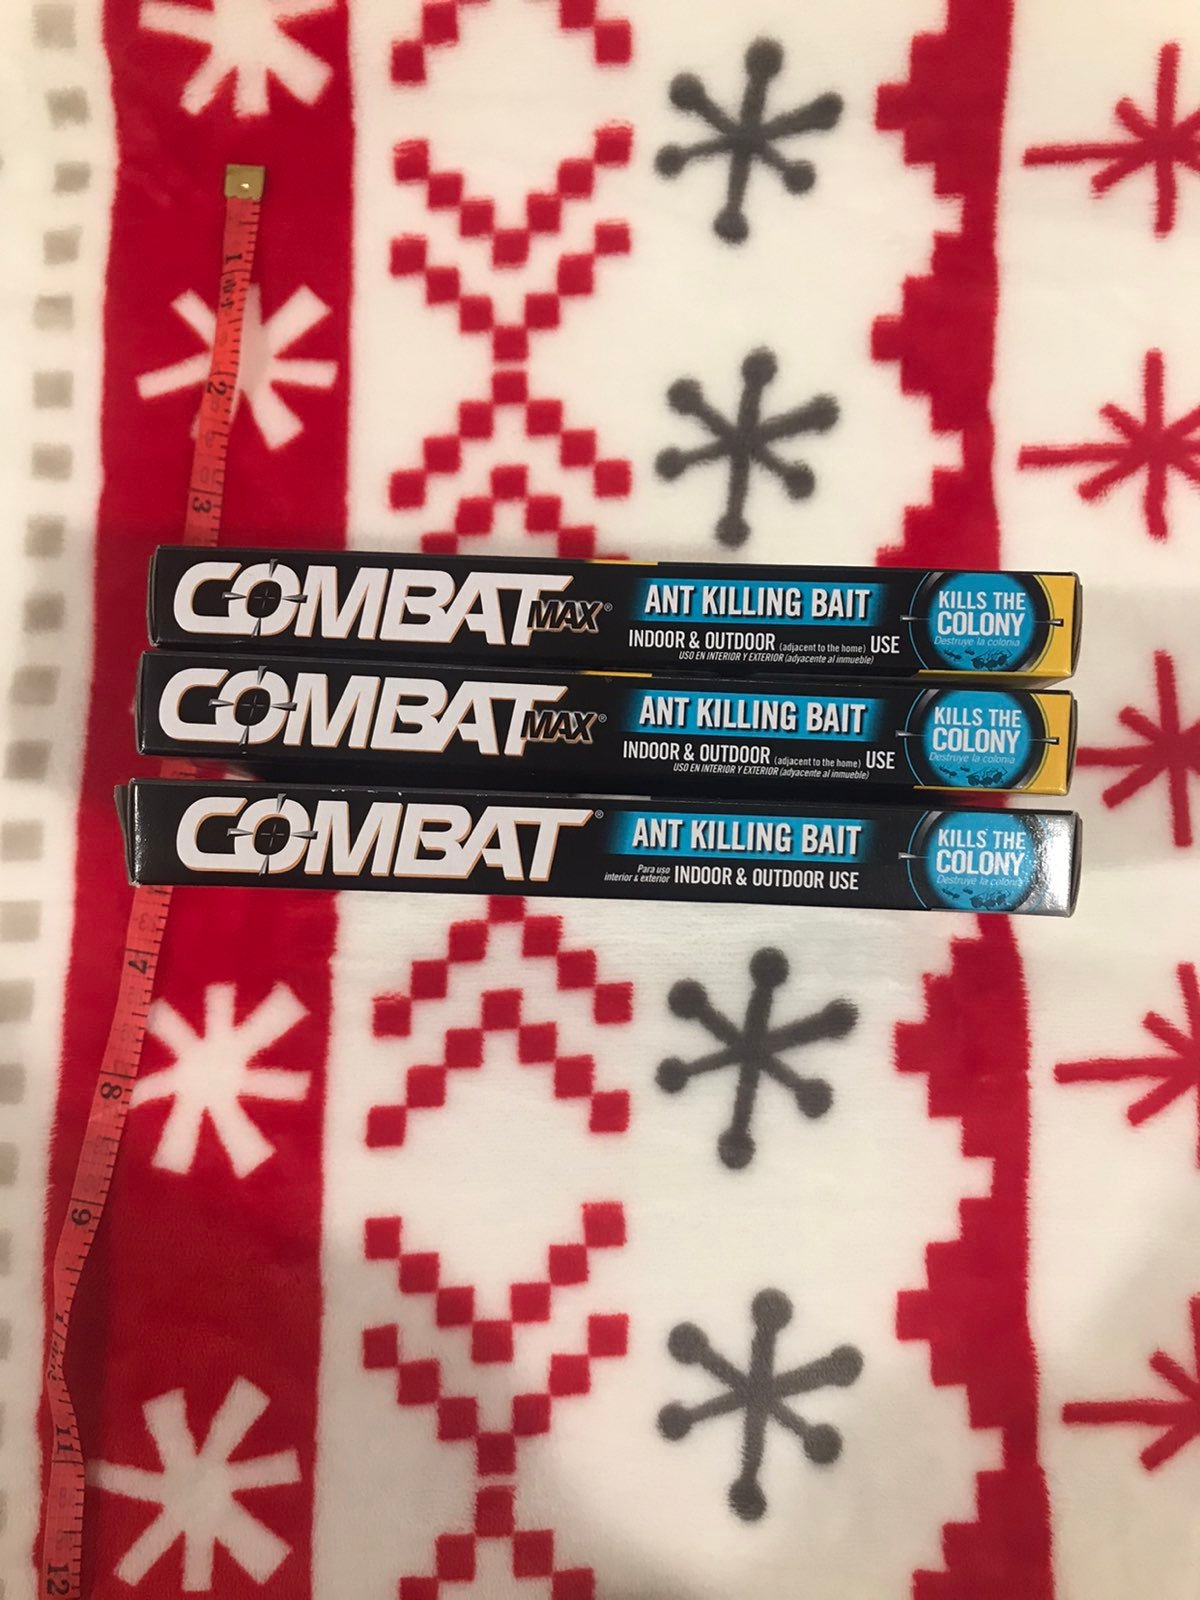 1
2
3
COMBAT MAX®
ANT KILLING BAIT
INDOOR & OUTDOOR (adjacent to the home) USE
USO EN INTERIOR Y EXTERIOR (adyacente al inmueble)
KILLS THE
COLONY
Destruye la colonia
COMBAT MAX®
ANT KILLING BAIT
INDOOR & OUTDOOR (adjacent to the home) USE
USO EN INTERIOR Y EXTERIOR (adyacente al inmueble)
KILLS THE
COLONY
Destruye la colonia
COMBAT®
ANT KILLING BAIT
Para uso
interior & exterior INDOOR & OUTDOOR USE
KILLS THE
COLONY
Destruye la colonia
7
8
9
11
12